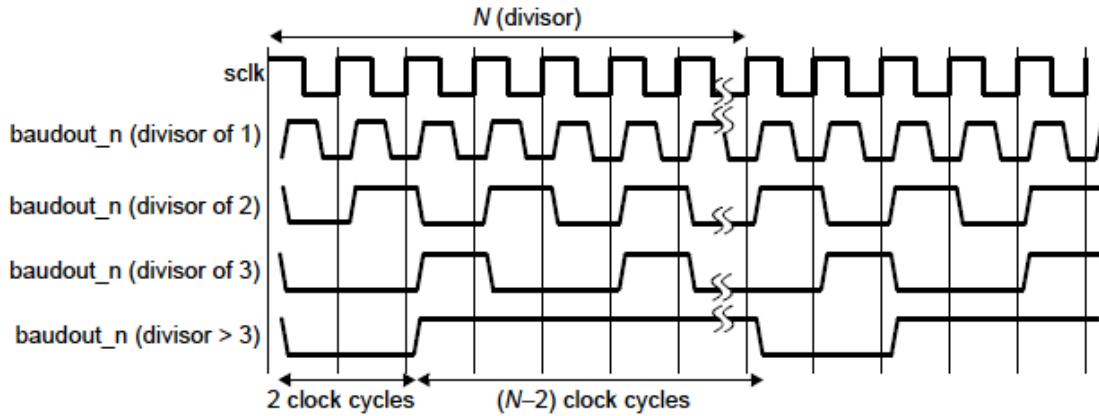 N (divisor)
sclk
baudout_n (divisor of 1)
baudout_n (divisor of 2)
baudout_n (divisor of 3)
baudout_n (divisor > 3)
2 clock cycles
(N–2) clock cycles